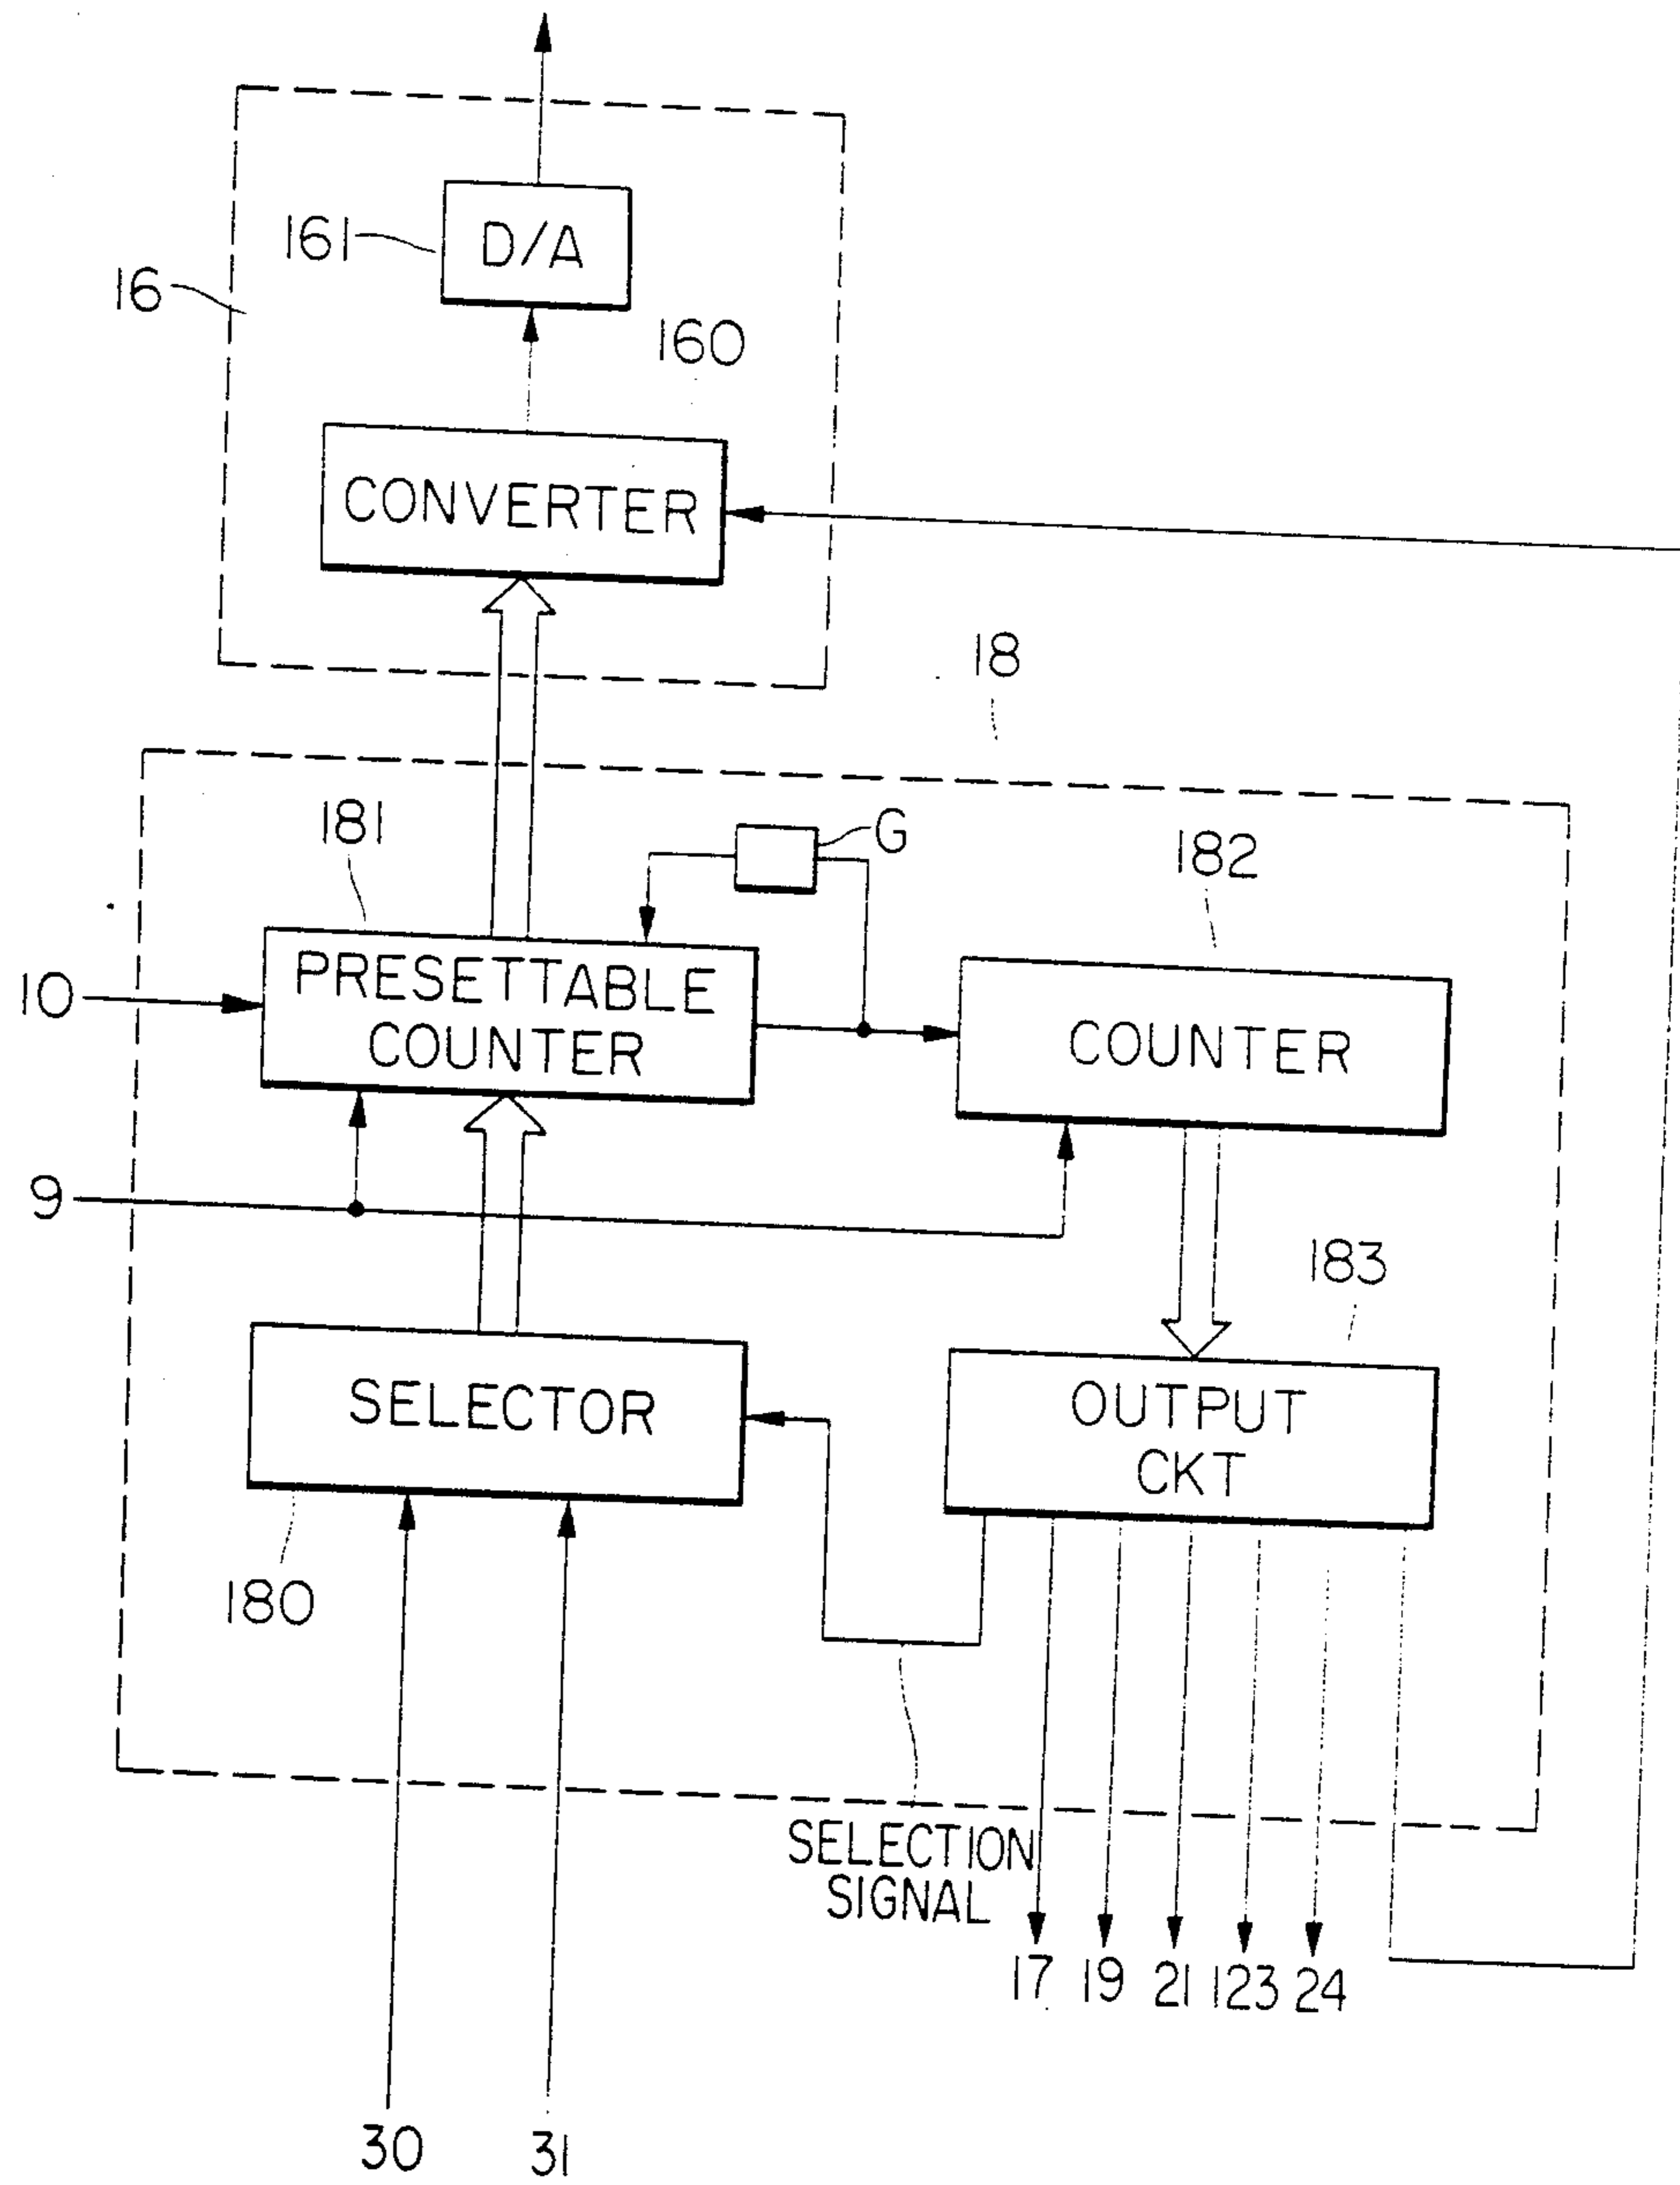 161
D/A
16
160
CONVERTER
18
181
G
182
10
PRESETTABLE
COUNTER
COUNTER
9
183
SELECTOR
OUTPUT
CKT
180
SELECTION
SIGNAL
17 19 21 123 24
30
31